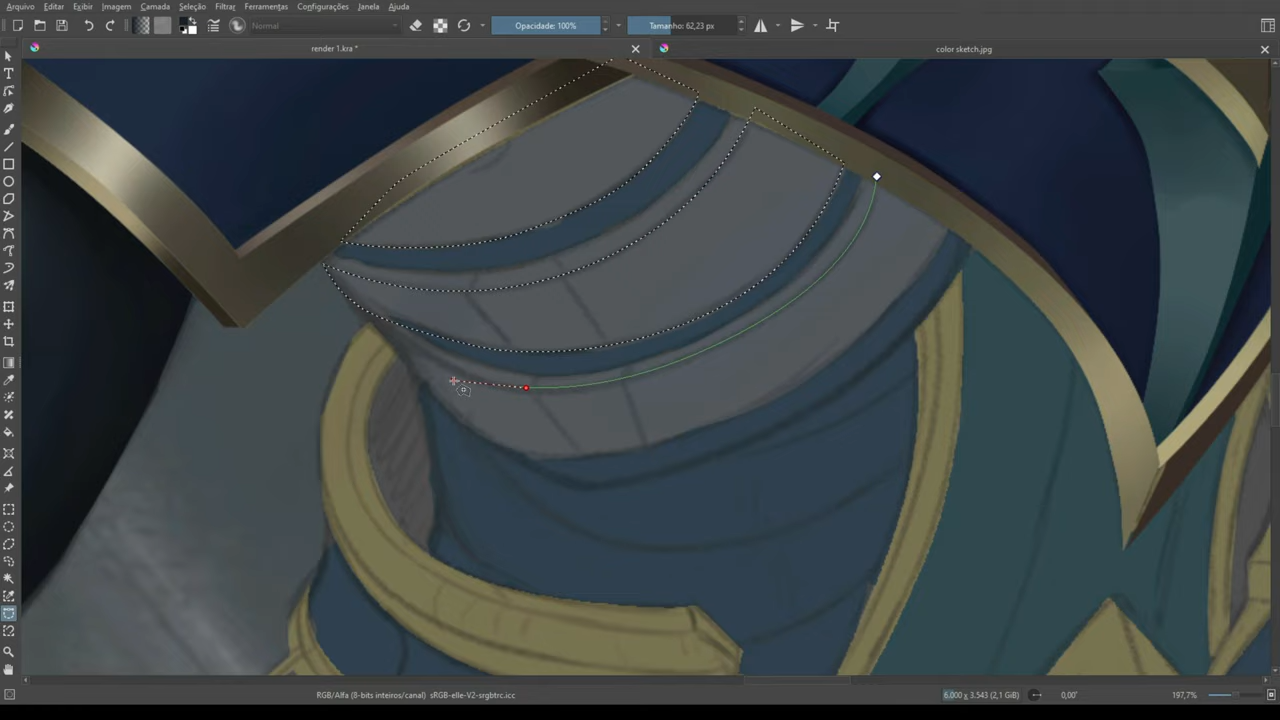 Arquivo Editar Exibir Imagem Camada Seleção Filtrar Ferramentas Configurações Janela Ajuda
Normal Opacidade: 100% Tamanho: 62,23 px
render 1.kra * color sketch.jpg
RGB/Alfa (8-bits inteiros/canal) sRGB-elle-V2-srgbtrc.icc 6.000 x 3.543 (2,1 GiB) 0,00° 197,7%